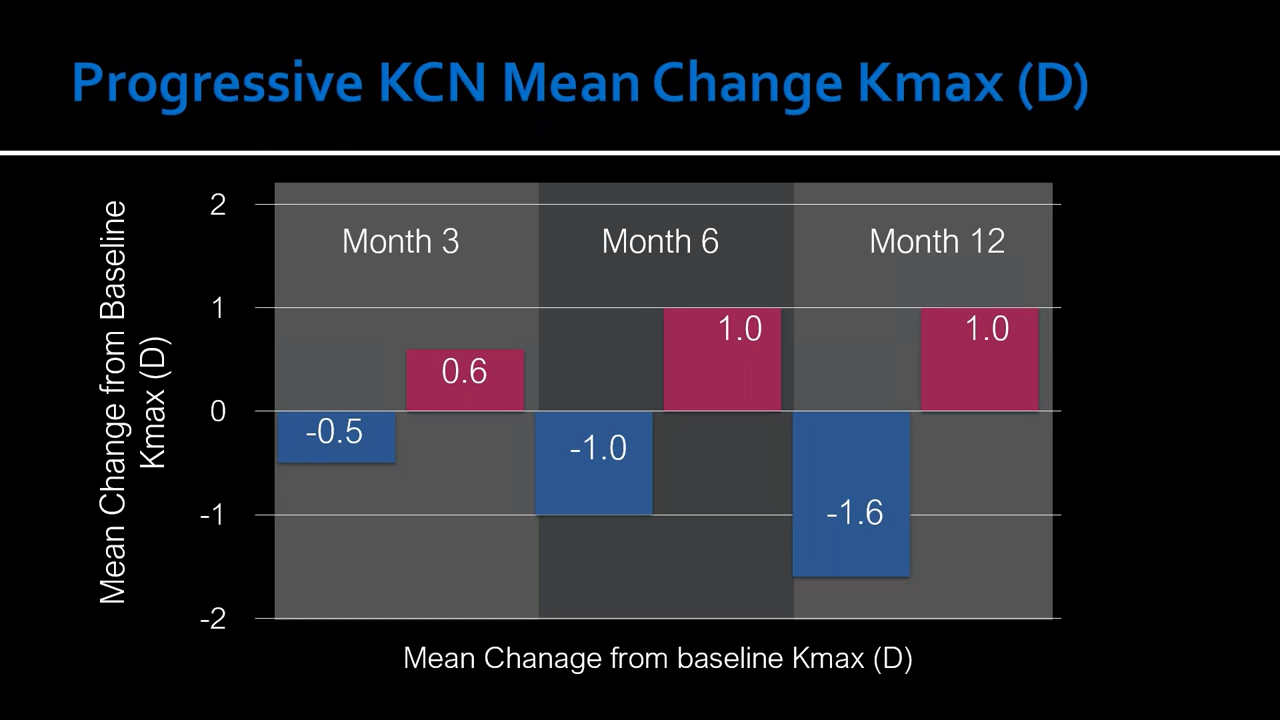 Progressive KCN Mean Change Kmax (D)
Mean Change from Baseline
Kmax (D)
2
1
0
-1
-2
Month 3
Month 6
Month 12
-0.5
0.6
-1.0
1.0
-1.6
1.0
Mean Chanage from baseline Kmax (D)